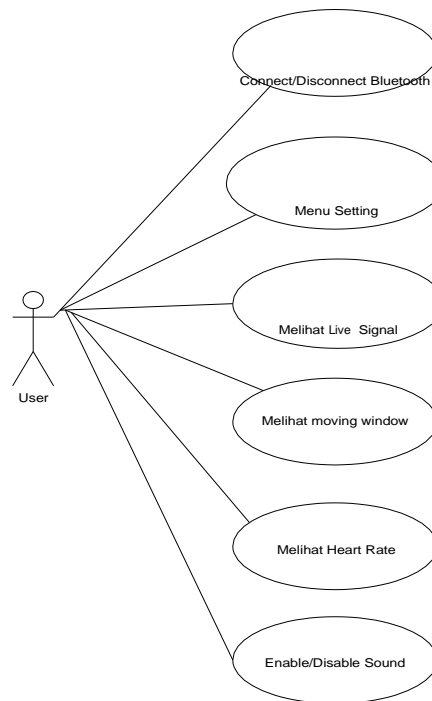 Connect/Disconnect Bluetooth
Menu Setting
Melihat Live Signal
User
Melihat moving window
Melihat Heart Rate
Enable/Disable Sound